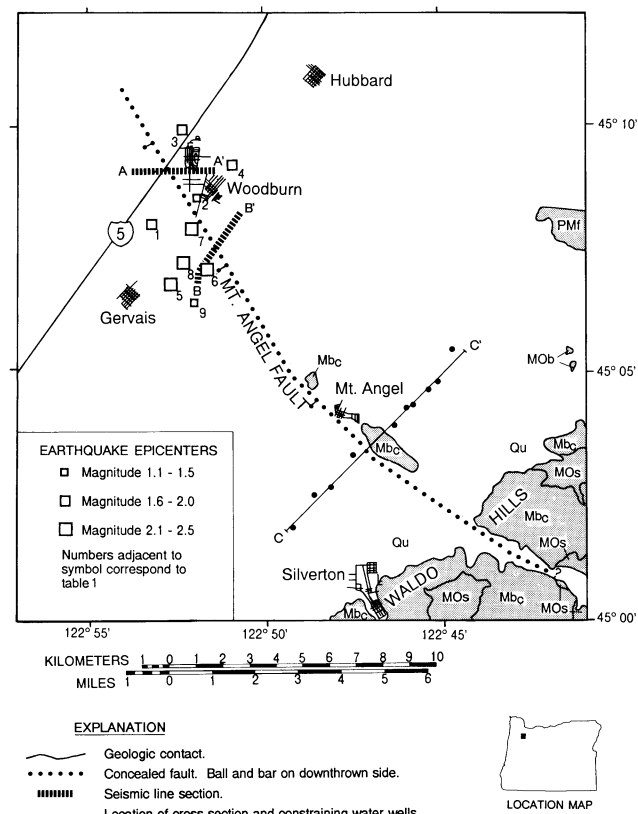 Hubbard
45° 10'
3
A
A'
4
Woodburn
2
B'
PMf
1
7
5
8
6
B
5
9
Gervais
MT. ANGEL FAULT
C'
MOb
Mbc
45° 05'
Mt. Angel
Mbc
Qu
Mbc
MOs
EARTHQUAKE EPICENTERS
Magnitude 1.1 - 1.5
Magnitude 1.6 - 2.0
Magnitude 2.1 - 2.5
Numbers adjacent to
symbol correspond to
table 1
HILLS
Mbc
C
Qu
MOs
Silverton
WALDO
MOs
Mbc
Mbc
MOs
45° 00'
122° 55'
122° 50'
122° 45'
KILOMETERS 1 0 1 2 3 4 5 6 7 8 9 10
MILES 1 0 1 2 3 4 5 6
EXPLANATION
Geologic contact.
Concealed fault. Ball and bar on downthrown side.
Seismic line section.
Location of cross section and constraining water wells
LOCATION MAP